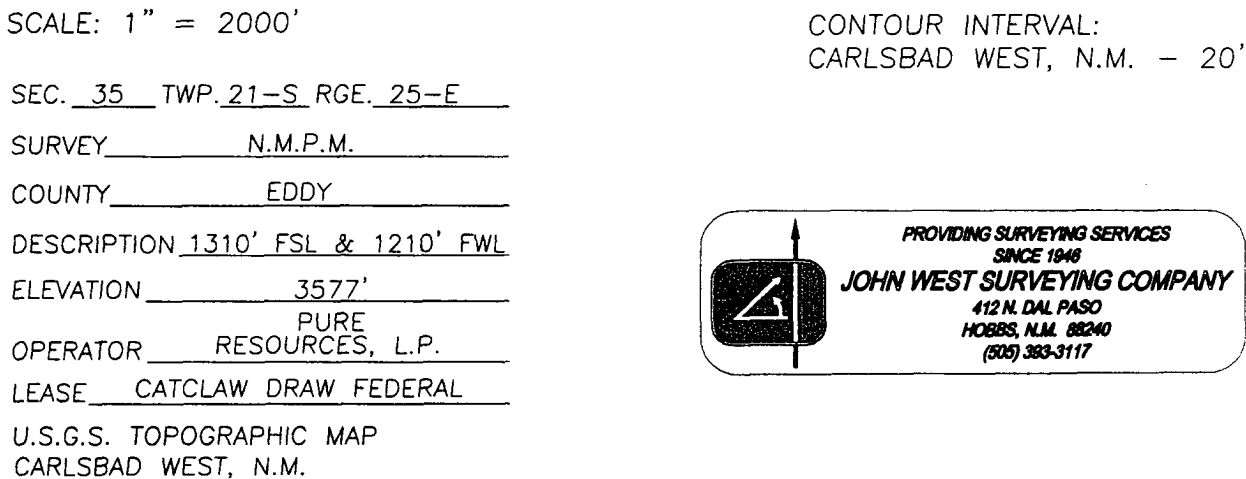 SCALE: 1" = 2000'
CONTOUR INTERVAL:
CARLSBAD WEST, N.M. – 20'
SEC. 35 TWP. 21–S RGE. 25–E
SURVEY N.M.P.M.
COUNTY EDDY
DESCRIPTION 1310' FSL & 1210' FWL
ELEVATION 3577'
PURE
OPERATOR RESOURCES, L.P.
LEASE CATCLAW DRAW FEDERAL
U.S.G.S. TOPOGRAPHIC MAP
CARLSBAD WEST, N.M.
PROVIDING SURVEYING SERVICES
SINCE 1946
JOHN WEST SURVEYING COMPANY
412 N. DAL PASO
HOBBS, N.M. 88240
(505) 393-3117